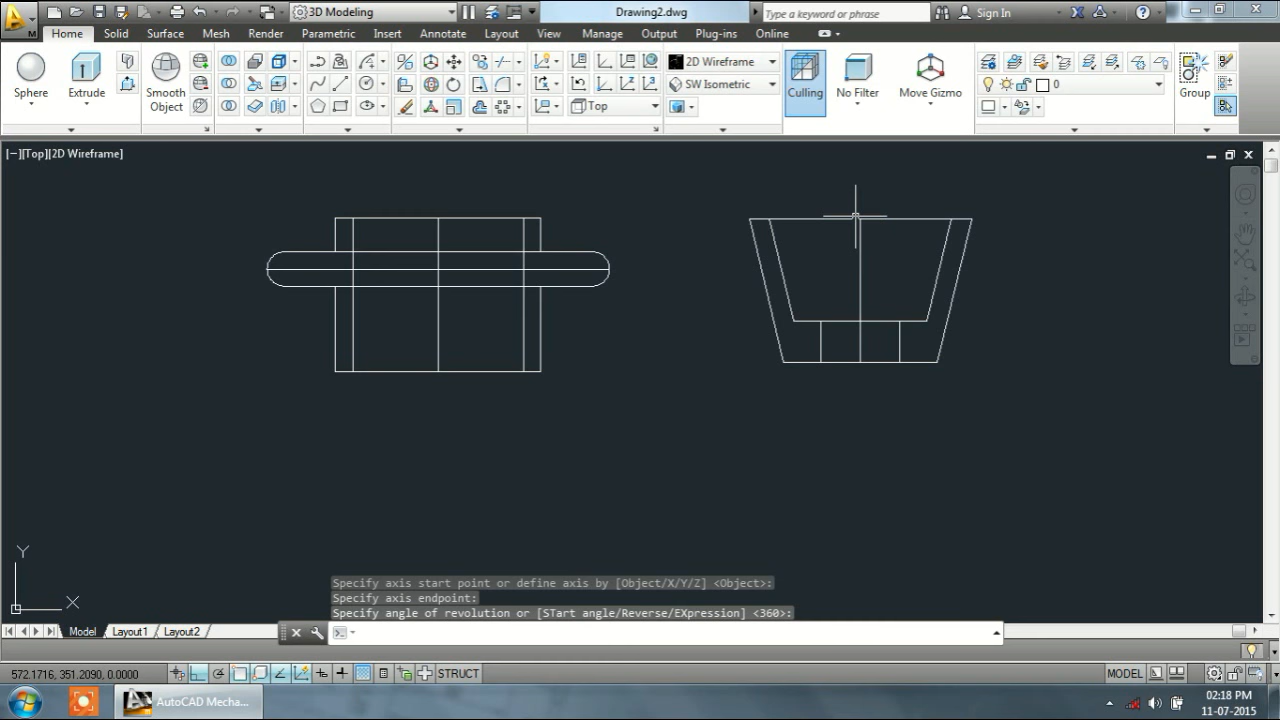 3D Modeling
Drawing2.dwg
Type a keyword or phrase
Sign In
M
Home
Solid
Surface
Mesh
Render
Parametric
Insert
Annotate
Layout
View
Manage
Output
Plug-ins
Online
Sphere
Extrude
Smooth
Object
2D Wireframe
SW Isometric
Top
Culling
No Filter
Move Gizmo
0
Group
[−][Top][2D Wireframe]
Y
X
Specify axis start point or define axis by [Object/X/Y/Z] <Object>:
Specify axis endpoint:
Specify angle of revolution or [STart angle/Reverse/EXpression] <360>:
Model
Layout1
Layout2
572.1716, 351.2090, 0.0000
STRUCT
MODEL
AutoCAD Mecha...
02:18 PM
11-07-2015